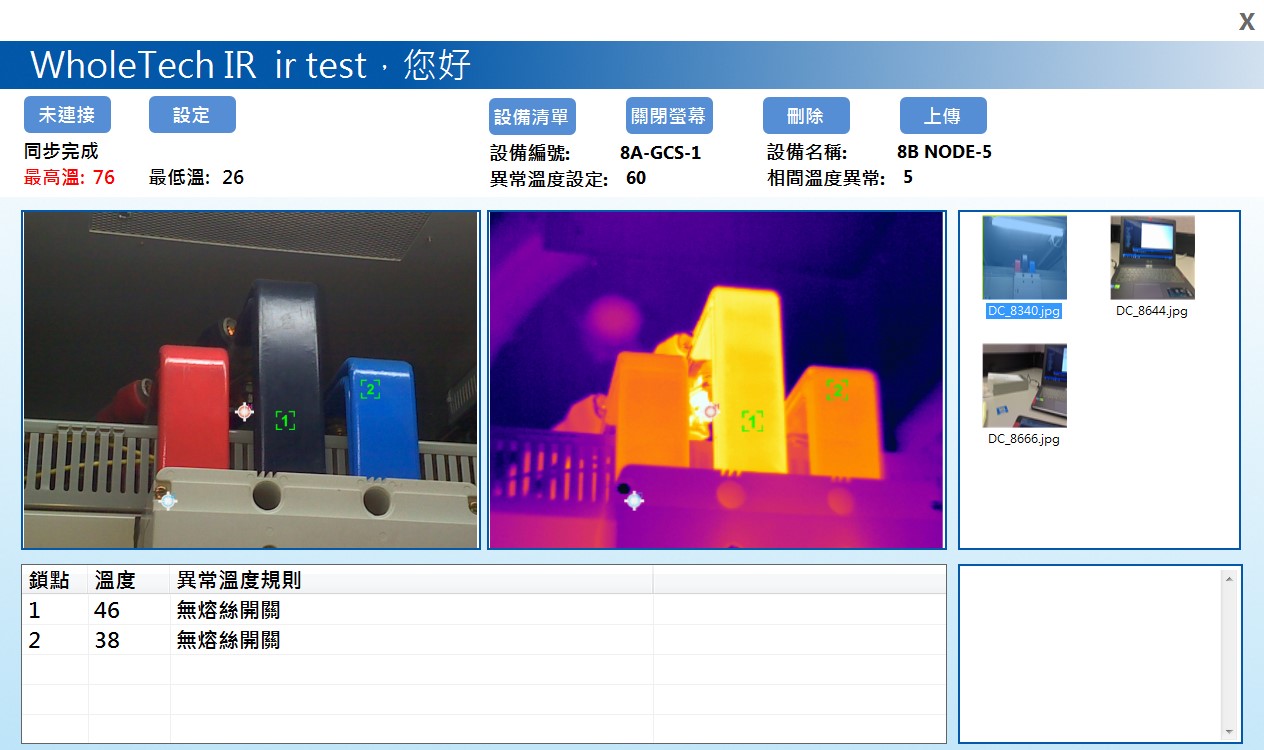 X
WholeTech IR ir test，您好
未連接 設定 設備清單 關閉螢幕 刪除 上傳
同步完成 設備編號: 8A-GCS-1 設備名稱: 8B NODE-5
最高溫: 76 最低溫: 26 異常溫度設定: 60 相間溫度異常: 5
1 2
1 2
DC_8340.jpg DC_8644.jpg
DC_8666.jpg
鎖點 溫度 異常溫度規則
1 46 無熔絲開關
2 38 無熔絲開關